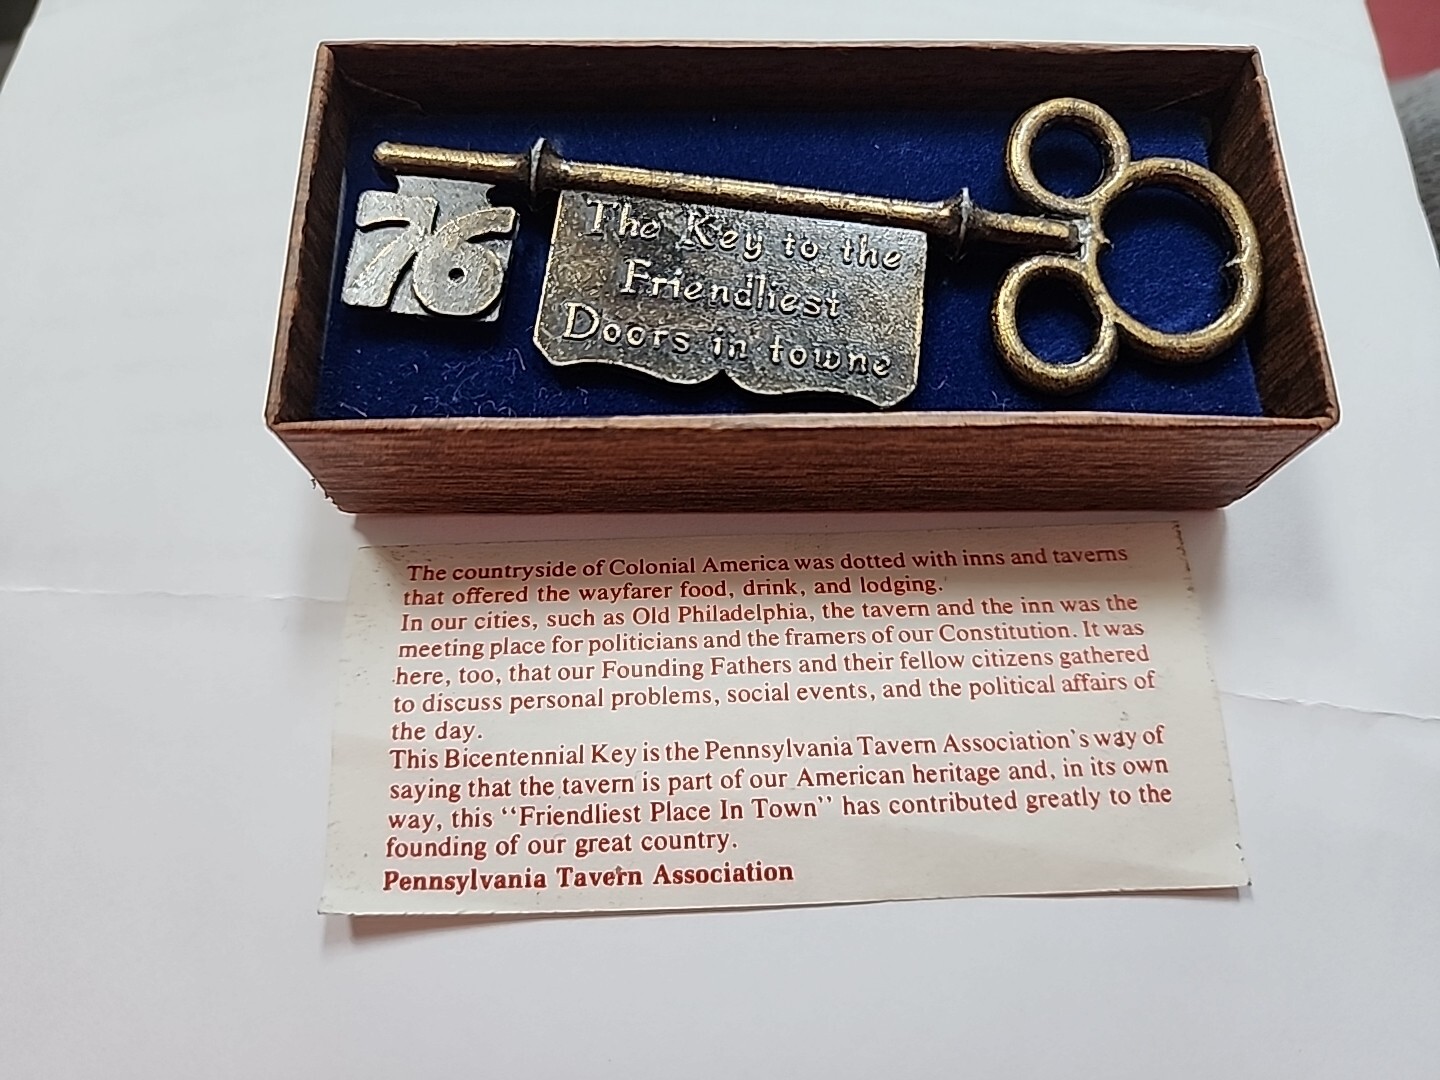 76
The Key to the
Friendliest
Doors in towne
The countryside of Colonial America was dotted with inns and taverns
that offered the wayfarer food, drink, and lodging.
In our cities, such as Old Philadelphia, the tavern and the inn was the
meeting place for politicians and the framers of our Constitution. It was
here, too, that our Founding Fathers and their fellow citizens gathered
to discuss personal problems, social events, and the political affairs of
the day.
This Bicentennial Key is the Pennsylvania Tavern Association's way of
saying that the tavern is part of our American heritage and, in its own
way, this "Friendliest Place In Town" has contributed greatly to the
founding of our great country.
Pennsylvania Tavern Association